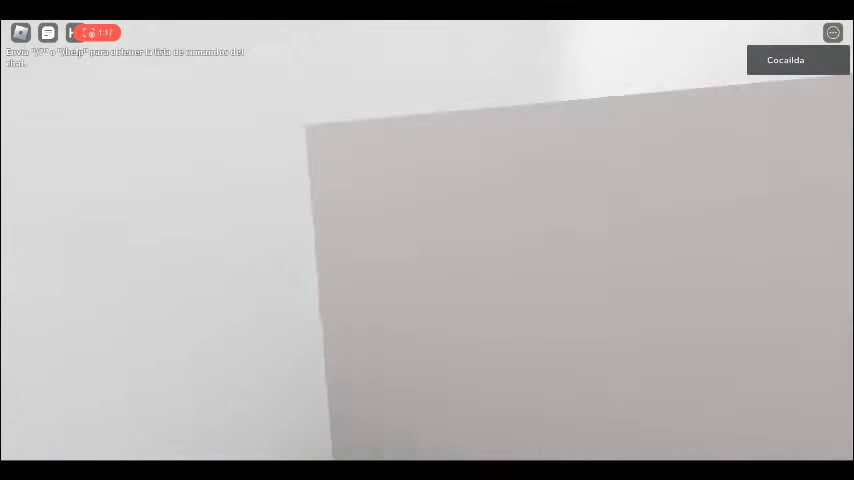 1:17
Envía "/?" o "/help" para obtener la lista de comandos del
chat.
Cocailda